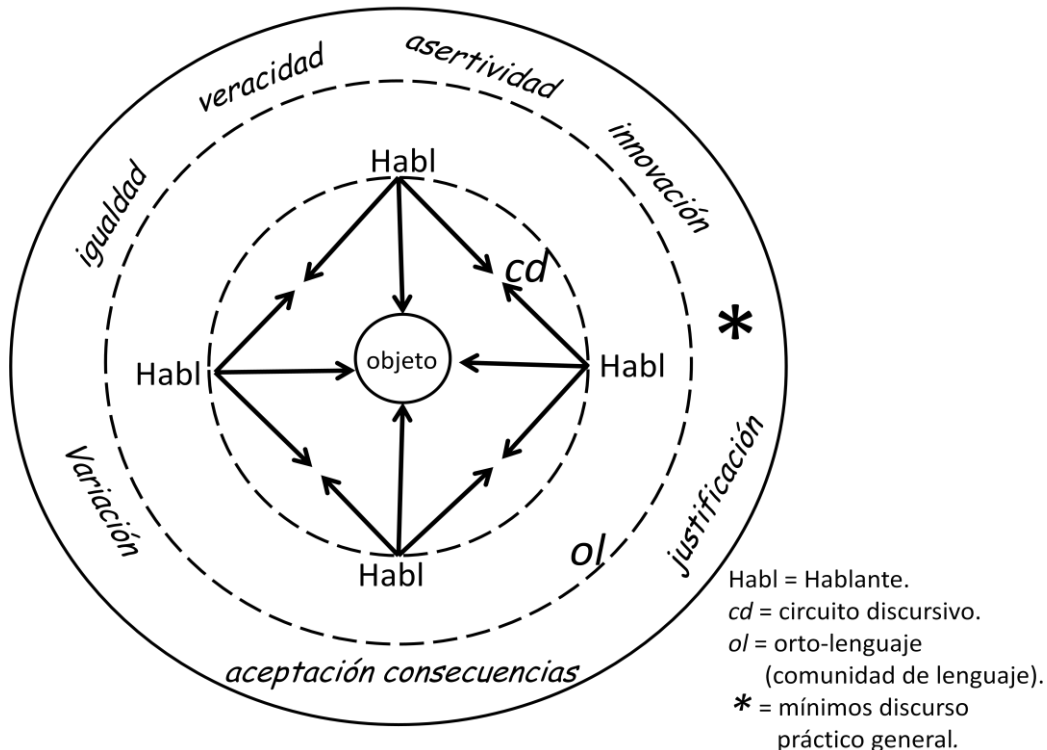 asertividad
veracidad
innovación
igualdad
Habl
cd
*
objeto
Habl
Habl
Variación
justificación
ol
Habl
aceptación consecuencias
Habl = Hablante.
cd = circuito discursivo.
ol = orto-lenguaje
(comunidad de lenguaje).
* = mínimos discurso
práctico general.